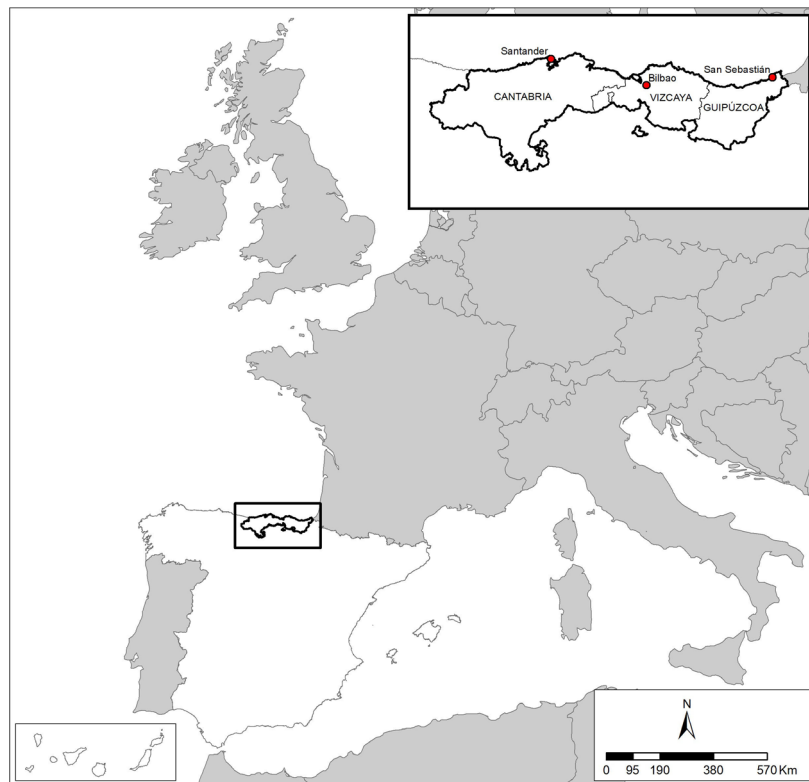 Santander
San Sebastián
Bilbao
CANTABRIA
VIZCAYA
GUIPÚZCOA
N
0 95 190 380 570 Km